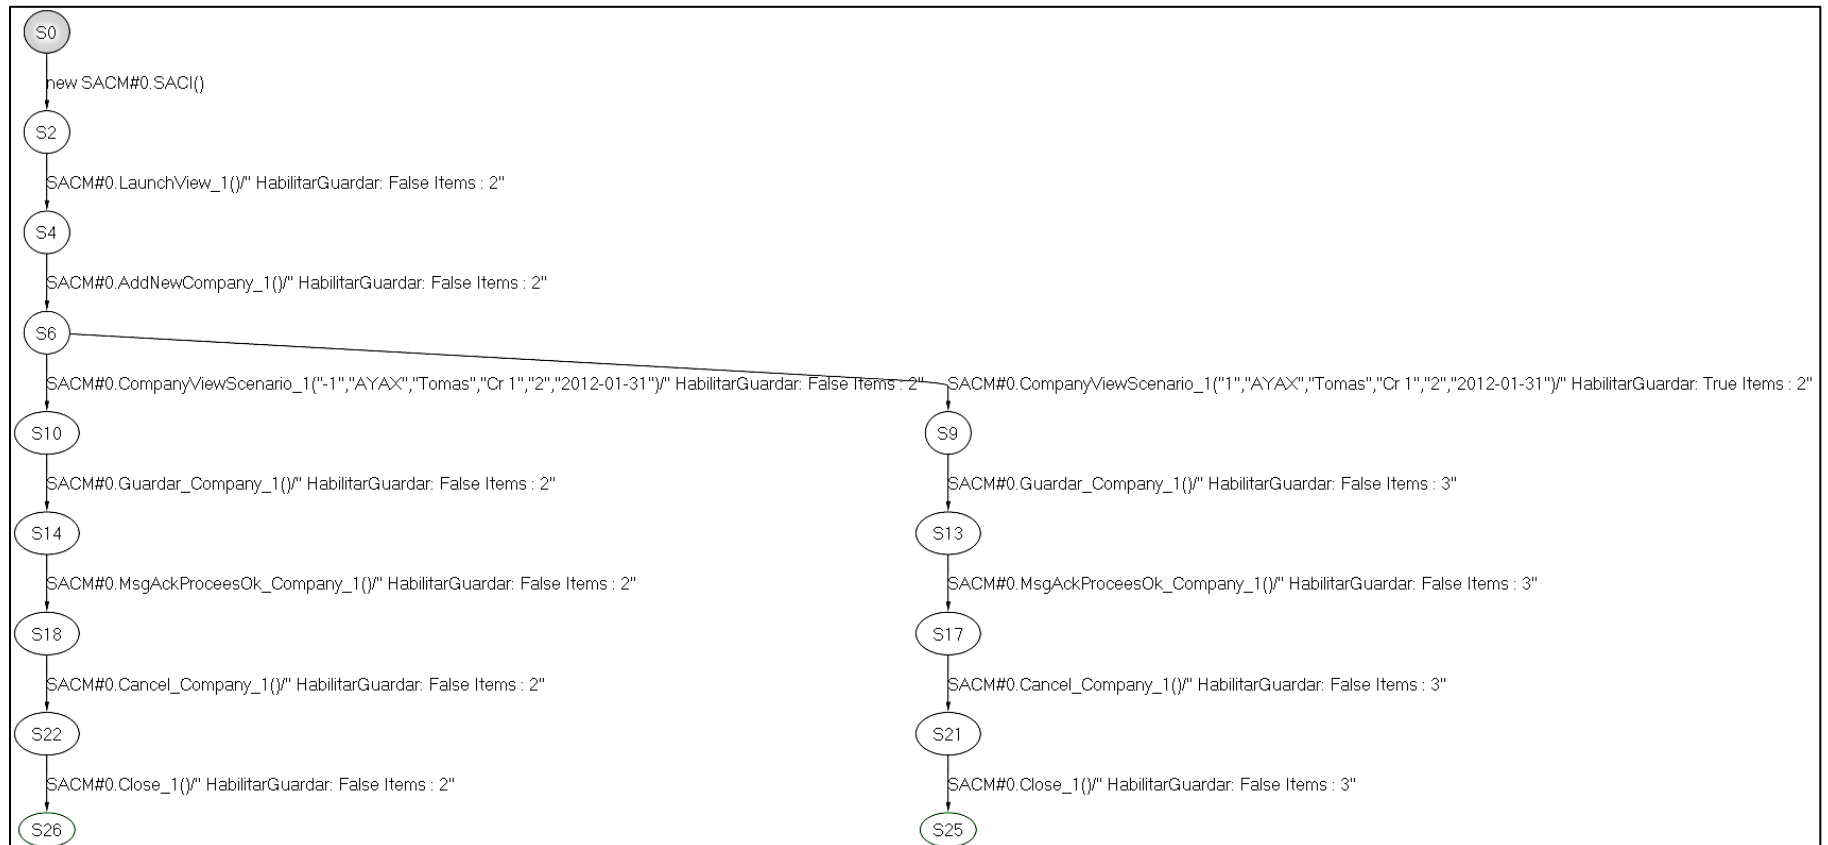 S0
new SACM#0.SACI()
S2
SACM#0.LaunchView_1()/" HabilitarGuardar: False Items : 2"
S4
SACM#0.AddNewCompany_1()/" HabilitarGuardar: False Items : 2"
S6
SACM#0.CompanyViewScenario_1("-1","AYAX","Tomas","Cr 1","2","2012-01-31")/" HabilitarGuardar: False Items : 2"
SACM#0.CompanyViewScenario_1("1","AYAX","Tomas","Cr 1","2","2012-01-31")/" HabilitarGuardar: True Items : 2"
S10
S9
SACM#0.Guardar_Company_1()/" HabilitarGuardar: False Items : 2"
SACM#0.Guardar_Company_1()/" HabilitarGuardar: False Items : 3"
S14
S13
SACM#0.MsgAckProceesOk_Company_1()/" HabilitarGuardar: False Items : 2"
SACM#0.MsgAckProceesOk_Company_1()/" HabilitarGuardar: False Items : 3"
S18
S17
SACM#0.Cancel_Company_1()/" HabilitarGuardar: False Items : 2"
SACM#0.Cancel_Company_1()/" HabilitarGuardar: False Items : 3"
S22
S21
SACM#0.Close_1()/" HabilitarGuardar: False Items : 2"
SACM#0.Close_1()/" HabilitarGuardar: False Items : 3"
S26
S25